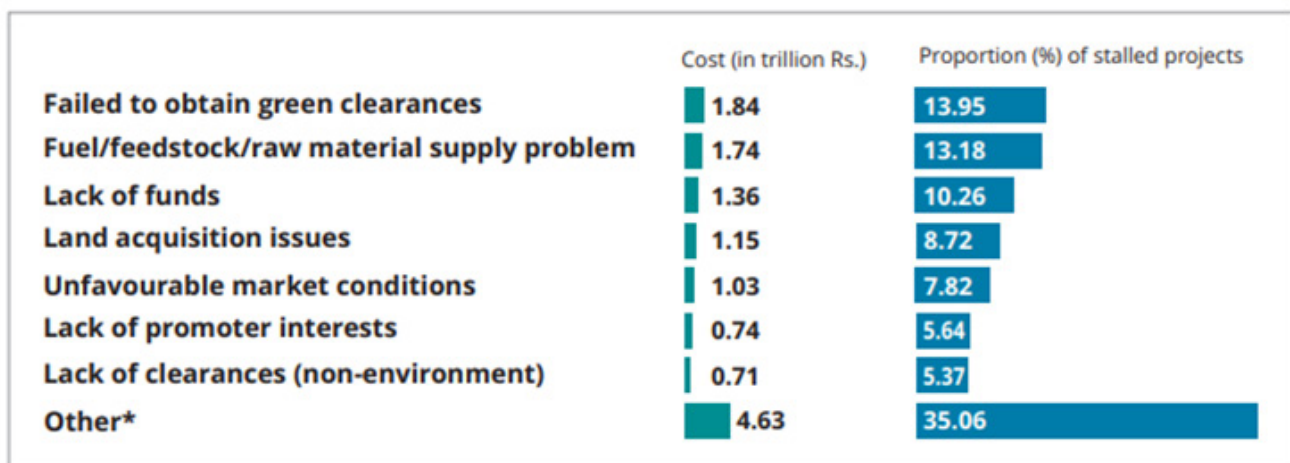 Cost (in trillion Rs.) Proportion (%) of stalled projects
Failed to obtain green clearances 1.84 13.95
Fuel/feedstock/raw material supply problem 1.74 13.18
Lack of funds 1.36 10.26
Land acquisition issues 1.15 8.72
Unfavourable market conditions 1.03 7.82
Lack of promoter interests 0.74 5.64
Lack of clearances (non-environment) 0.71 5.37
Other* 4.63 35.06